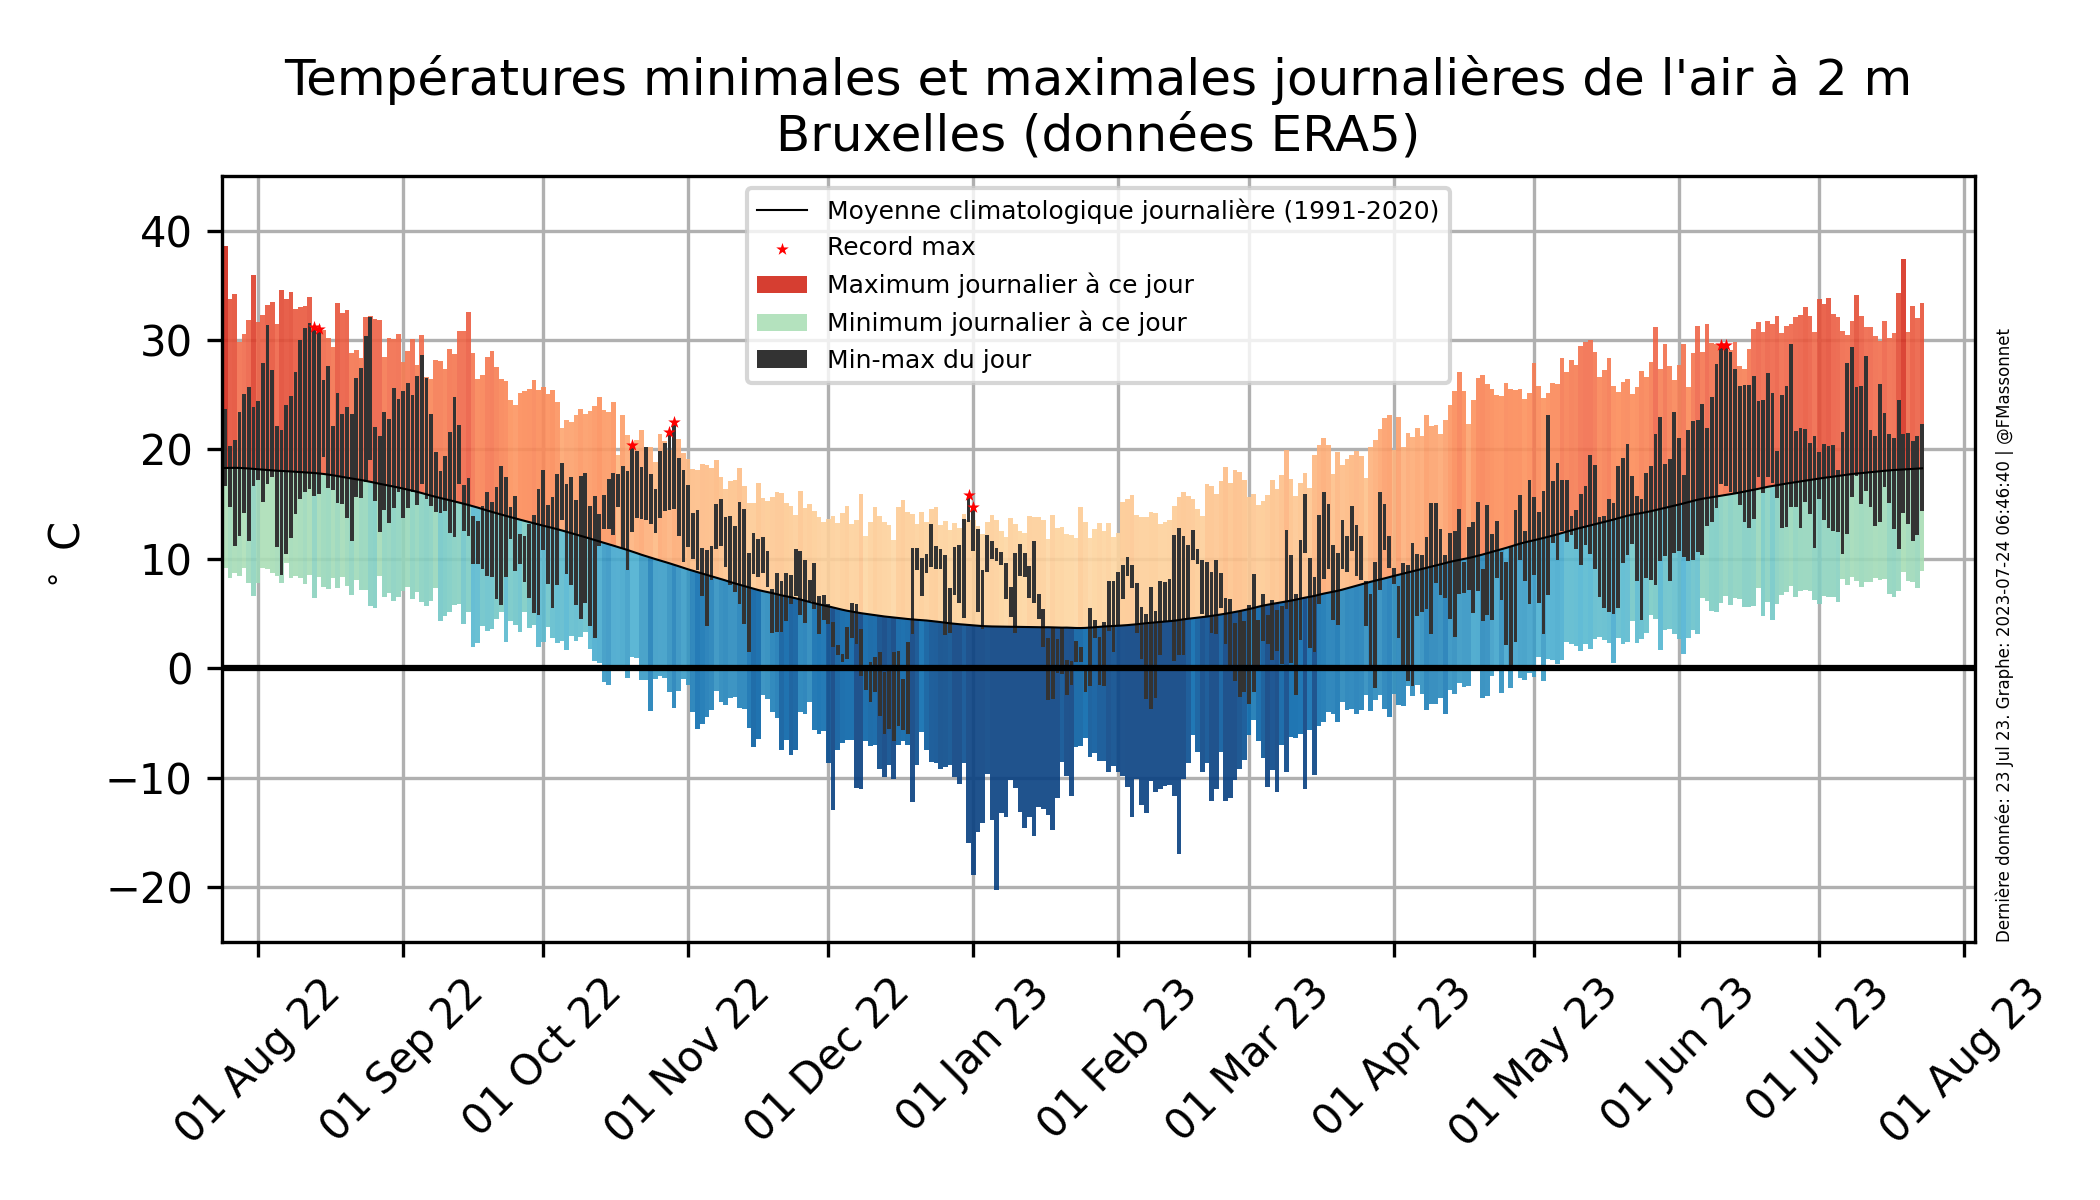 Températures minimales et maximales journalières de l'air à 2 m
Bruxelles (données ERA5)
Moyenne climatologique journalière (1991-2020)
Record max
Maximum journalier à ce jour
Minimum journalier à ce jour
Min-max du jour
° C
40
30
20
10
0
−10
−20
01 Aug 22
01 Sep 22
01 Oct 22
01 Nov 22
01 Dec 22
01 Jan 23
01 Feb 23
01 Mar 23
01 Apr 23
01 May 23
01 Jun 23
01 Jul 23
01 Aug 23
Dernière donnée: 23 Jul 23. Graphe: 2023-07-24 06:46:40 | @FMassonnet